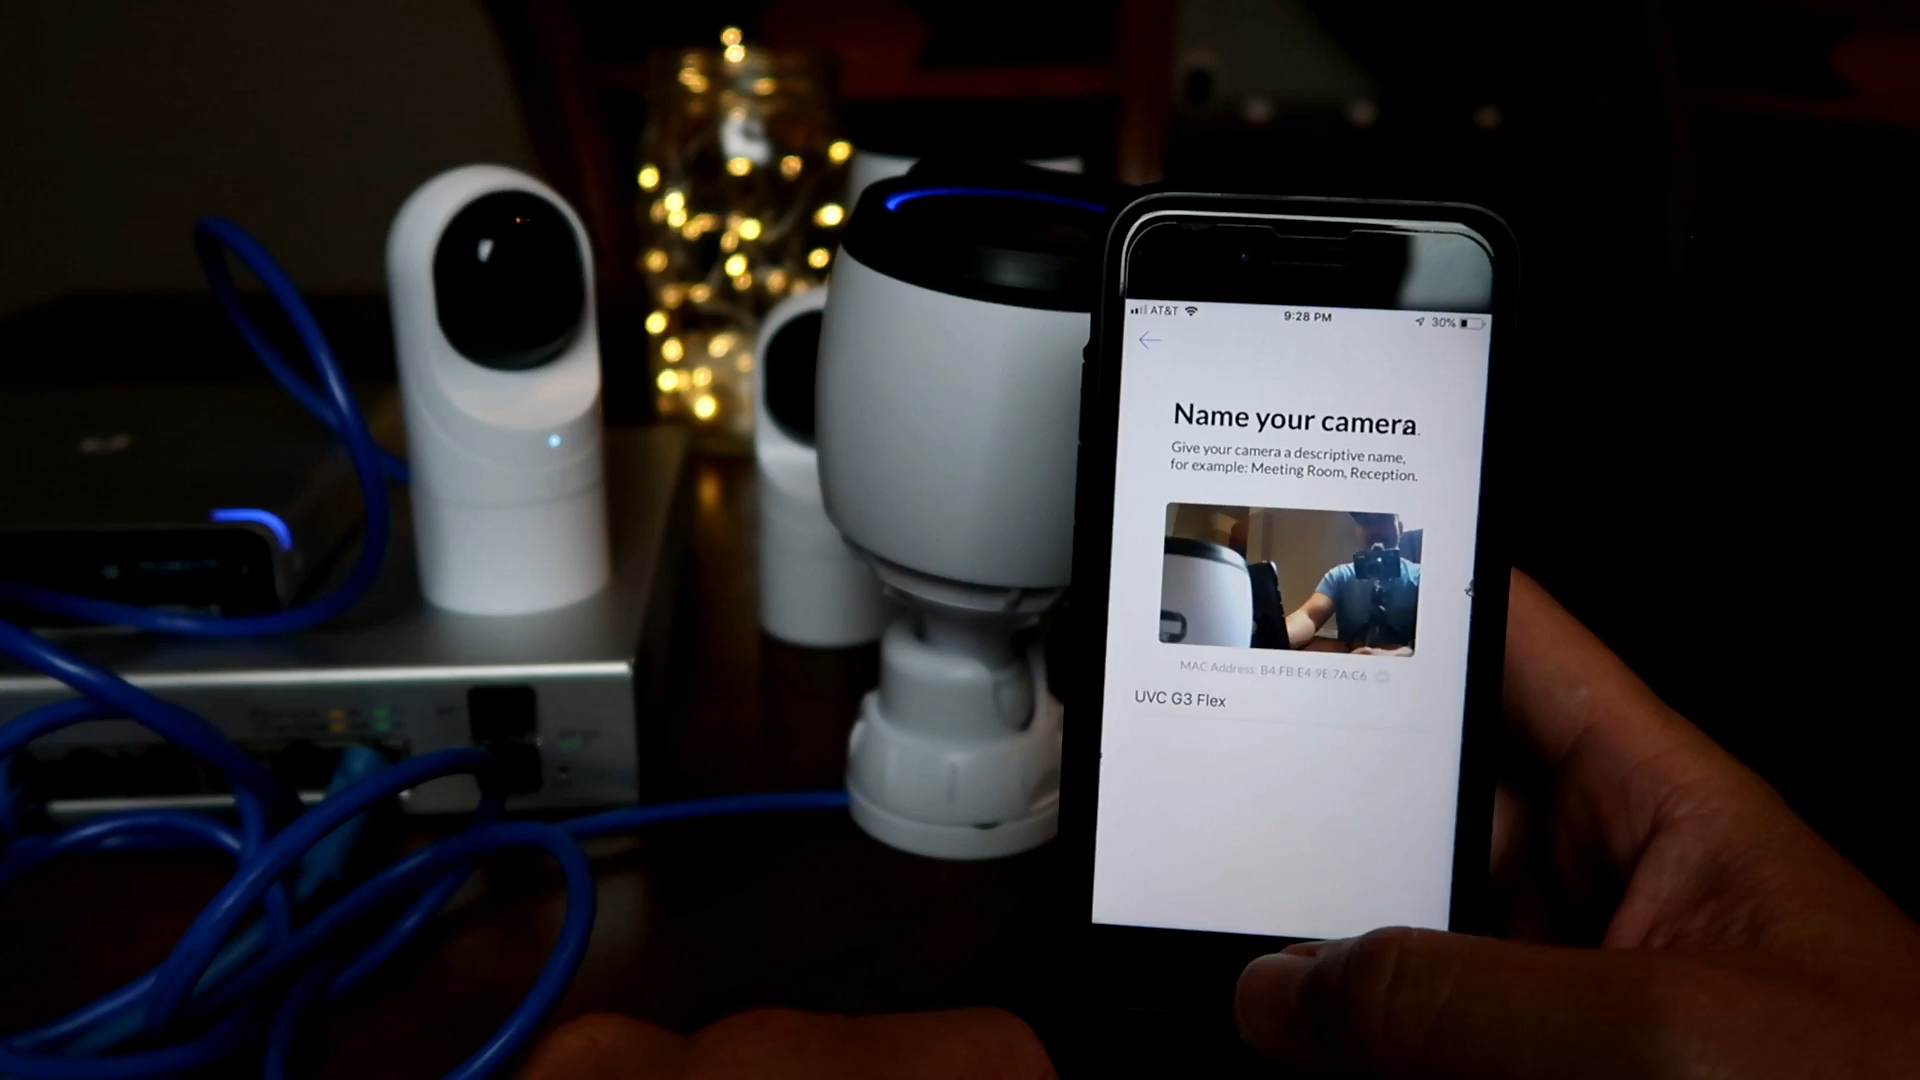 AT&T
9:28 PM
30%
Name your camera.
Give your camera a descriptive name,
for example: Meeting Room, Reception.
MAC Address: B4:FB:E4:9E:7A:C6
UVC G3 Flex